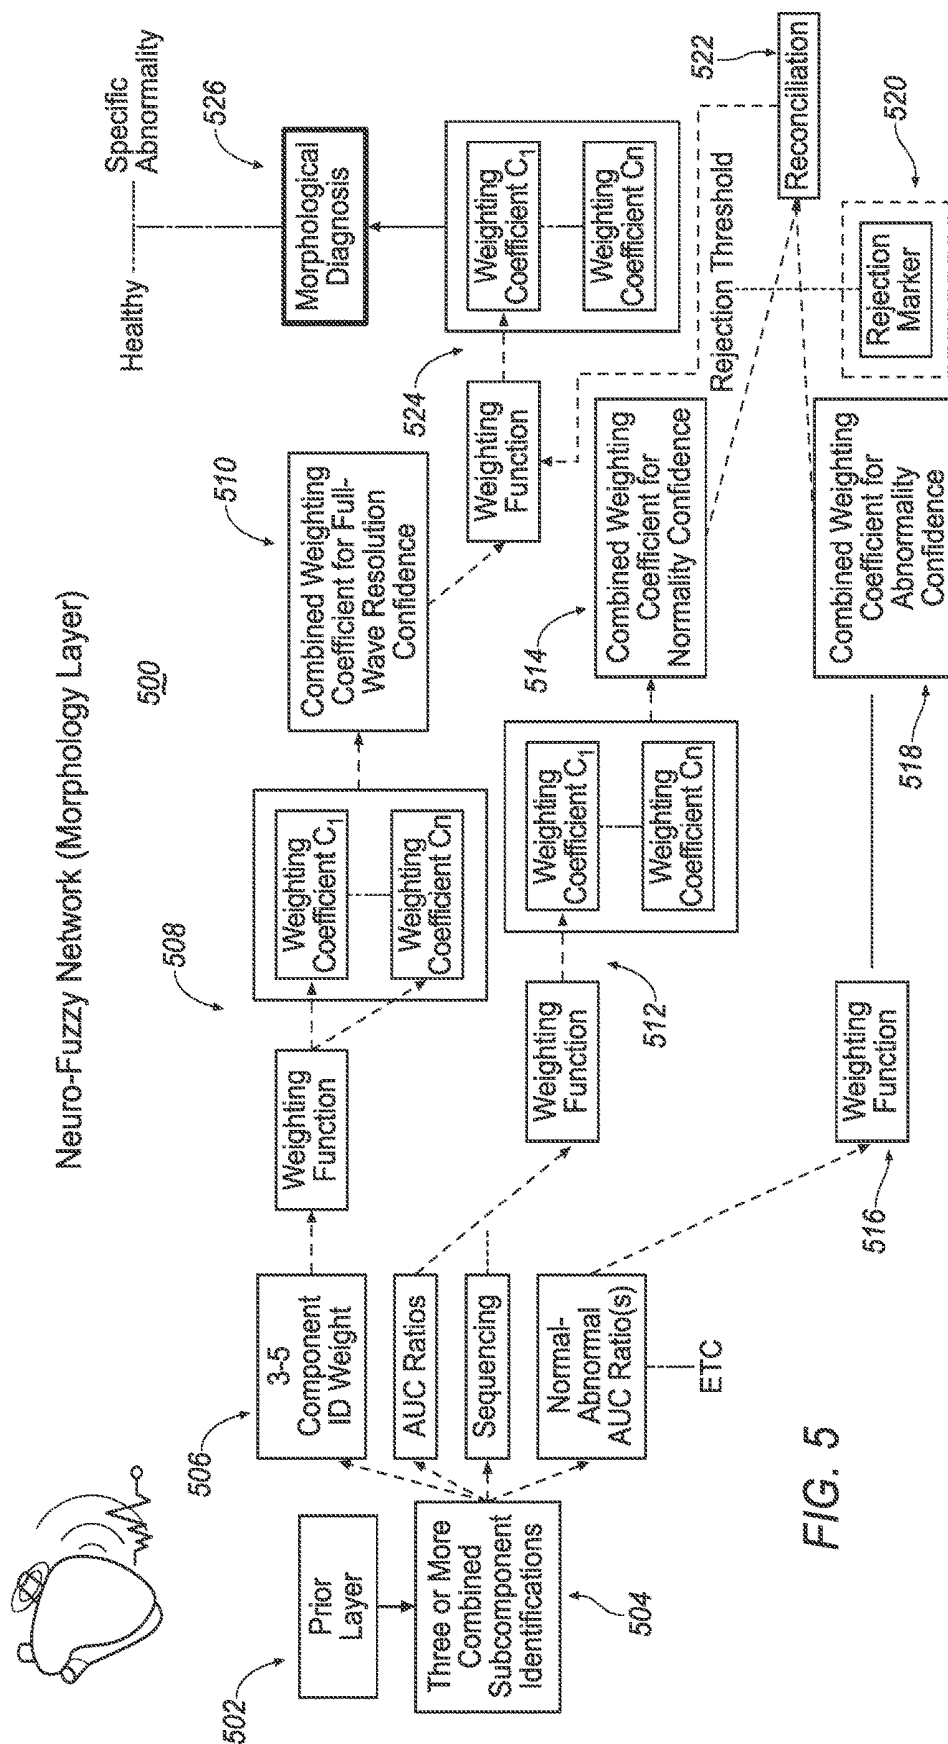 Neuro-Fuzzy Network (Morphology Layer)
500
502
Prior
Layer
Three or More
Combined
Subcomponent
Identifications
504
506
3-5
Component
ID Weight
AUC Ratios
Sequencing
Normal-
Abnormal
AUC Ratio(s)
ETC
Weighting
Function
508
Weighting
Coefficient C1
Weighting
Coefficient Cn
510
Combined Weighting
Coefficient for Full-
Wave Resolution
Confidence
Weighting
Function
512
Weighting
Coefficient C1
Weighting
Coefficient Cn
514
Combined Weighting
Coefficient for
Normality Confidence
Weighting
Function
516
Combined Weighting
Coefficient for
Abnormality
Confidence
518
Rejection Threshold
Rejection
Marker
520
Reconciliation
522
Weighting
Function
524
Weighting
Coefficient C1
Weighting
Coefficient Cn
Morphological
Diagnosis
526
Healthy
Specific
Abnormality
FIG. 5